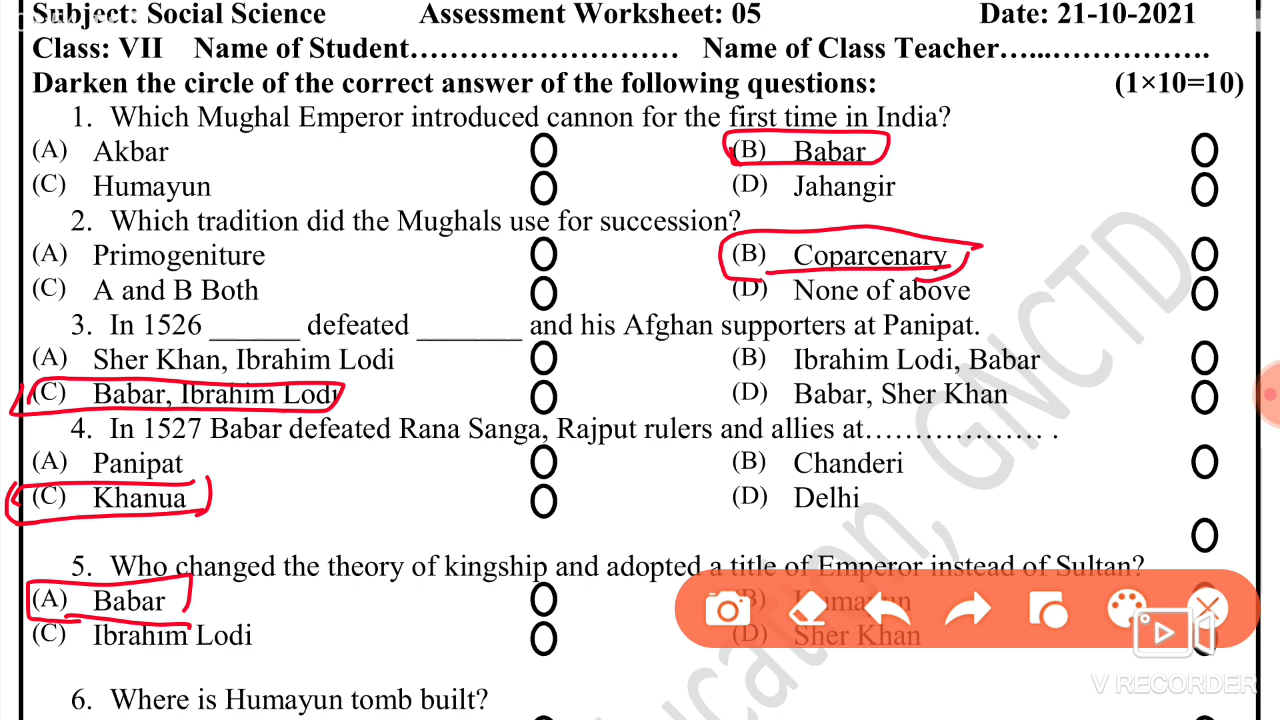 Subject: Social Science Assessment Worksheet: 05 Date: 21-10-2021
Class: VII Name of Student………………………… Name of Class Teacher…...…………….
Darken the circle of the correct answer of the following questions: (1×10=10)
1. Which Mughal Emperor introduced cannon for the first time in India?
(A) Akbar (B) Babar
(C) Humayun (D) Jahangir
2. Which tradition did the Mughals use for succession?
(A) Primogeniture (B) Coparcenary
(C) A and B Both (D) None of above
3. In 1526 ______ defeated _______ and his Afghan supporters at Panipat.
(A) Sher Khan, Ibrahim Lodi (B) Ibrahim Lodi, Babar
(C) Babar, Ibrahim Lodi (D) Babar, Sher Khan
4. In 1527 Babar defeated Rana Sanga, Rajput rulers and allies at……………… .
(A) Panipat (B) Chanderi
(C) Khanua (D) Delhi
5. Who changed the theory of kingship and adopted a title of Emperor instead of Sultan?
(A) Babar (B) Humayun
(C) Ibrahim Lodi (D) Sher Khan
6. Where is Humayun tomb built?
ucation, GNCTD
V RECORDER